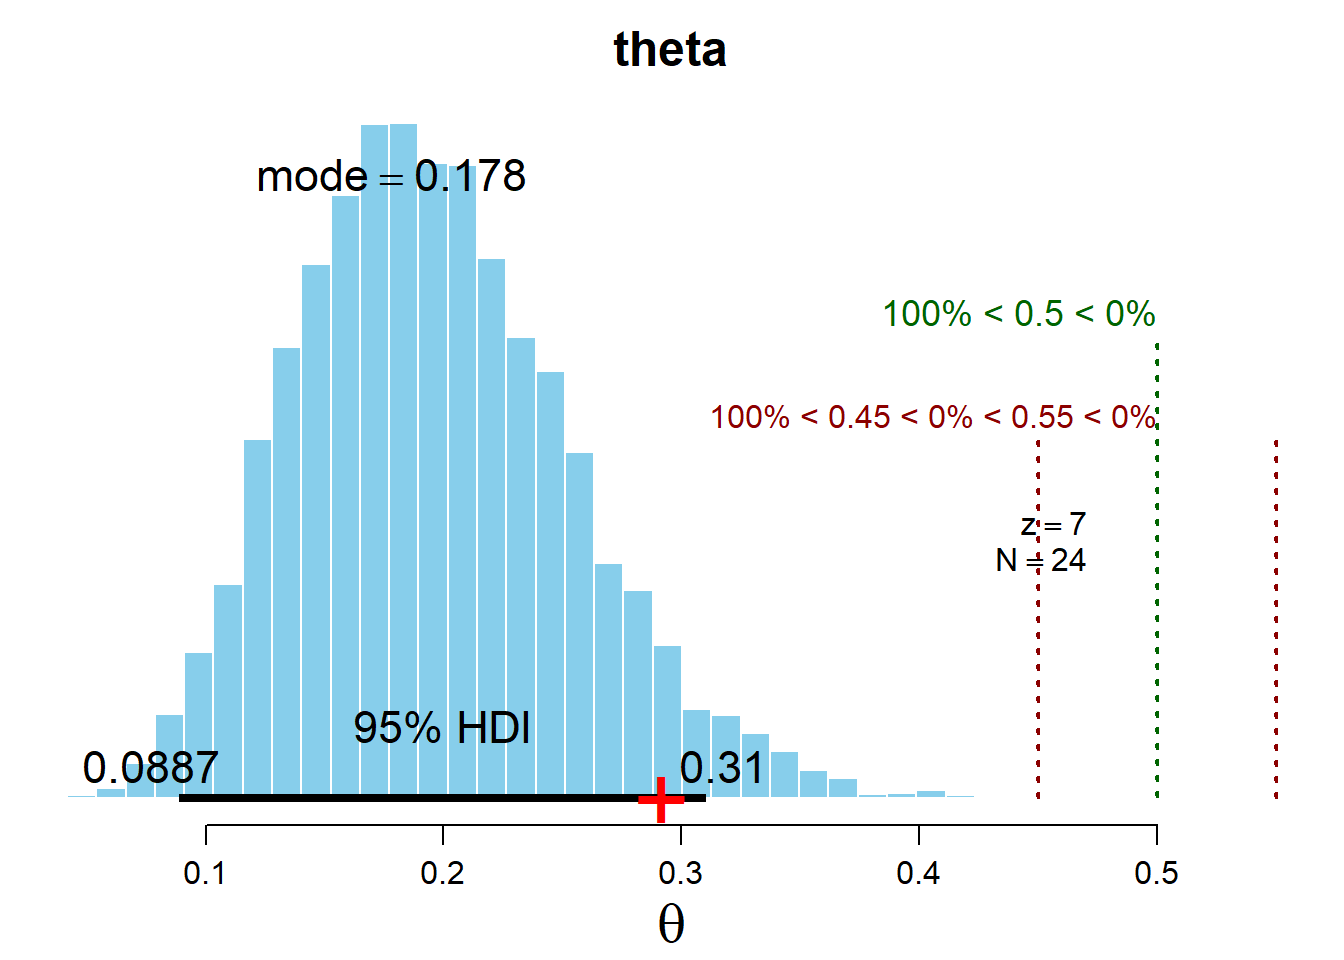 theta
mode = 0.178
100% < 0.5 < 0%
100% < 0.45 < 0% < 0.55 < 0%
z = 7
N = 24
95% HDI
0.0887 0.31
0.1 0.2 0.3 0.4 0.5
θ